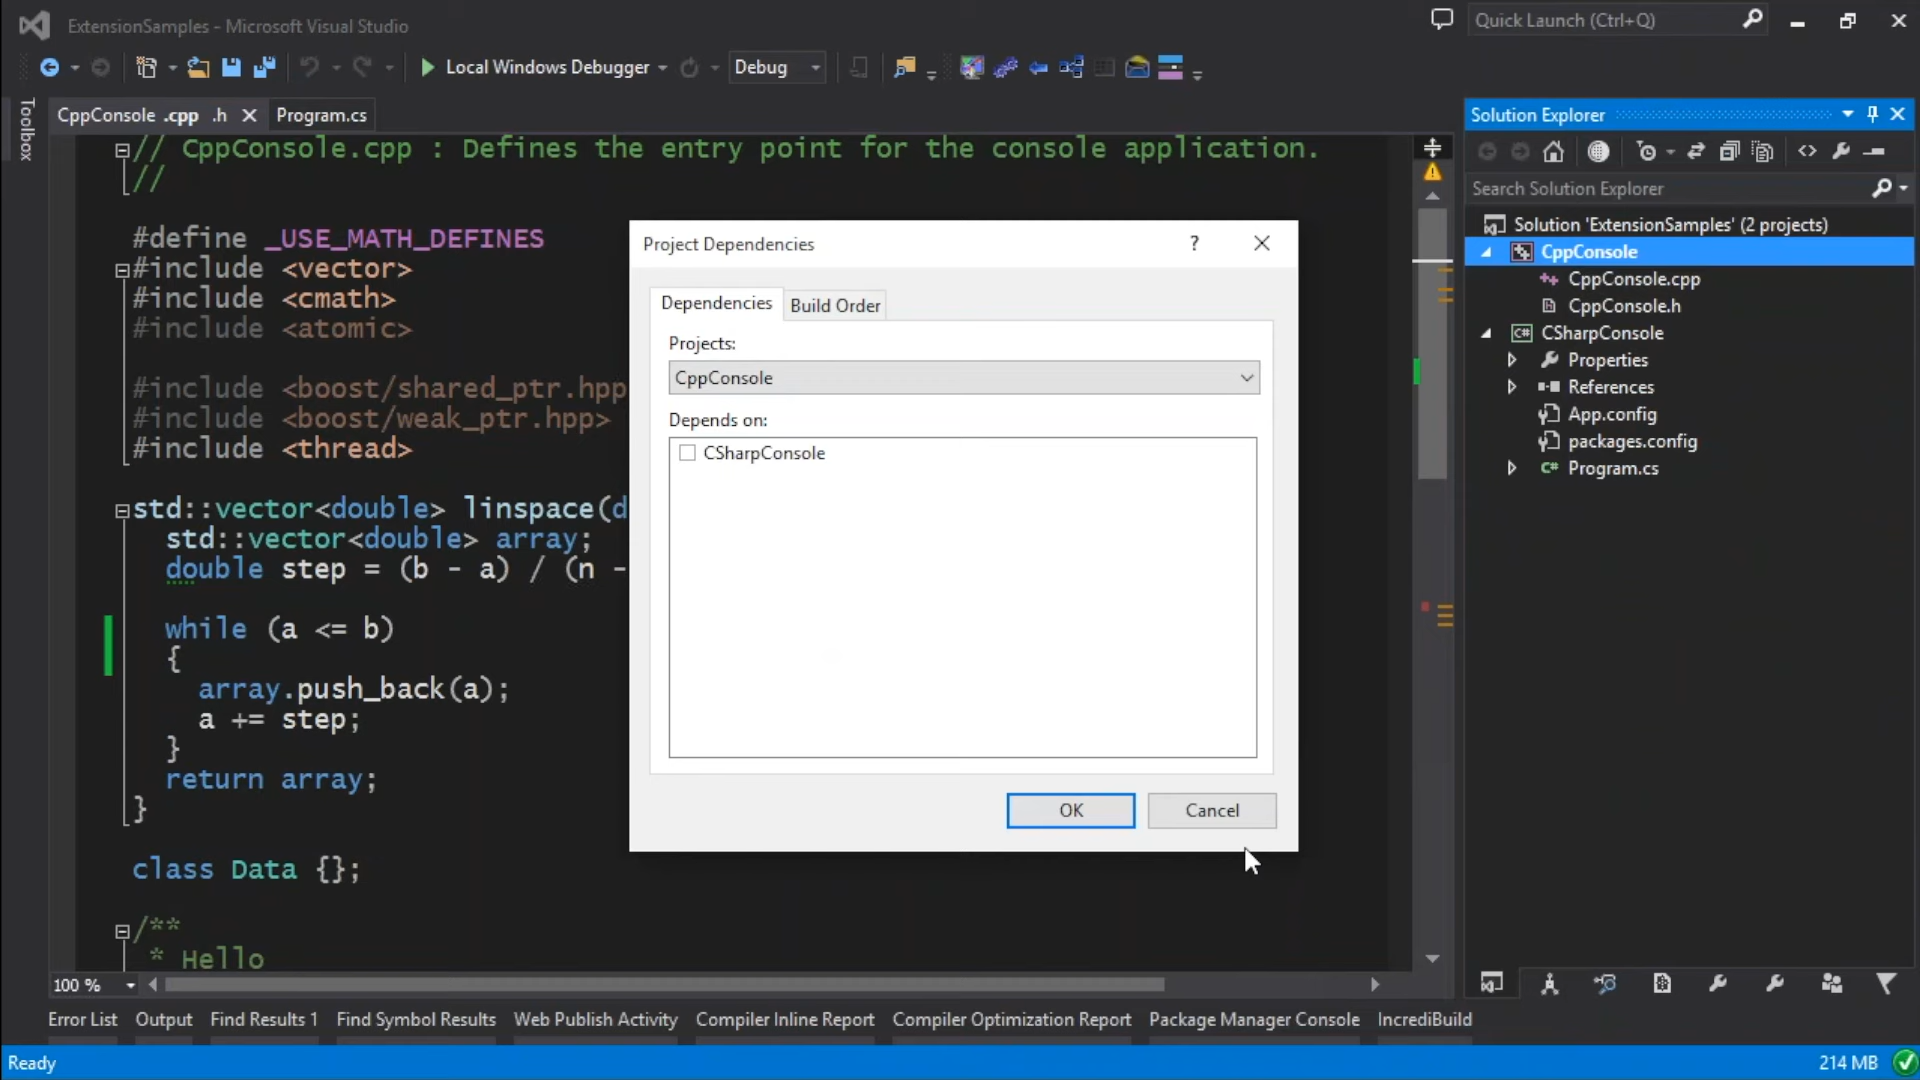 ExtensionSamples - Microsoft Visual Studio
Quick Launch (Ctrl+Q)
Local Windows Debugger
Debug
Toolbox
CppConsole .cpp .h
Program.cs
// CppConsole.cpp : Defines the entry point for the console application.
//
#define _USE_MATH_DEFINES
#include <vector>
#include <cmath>
#include <atomic>
#include <boost/shared_ptr.hpp
#include <boost/weak_ptr.hpp>
#include <thread>
std::vector<double> linspace(d
std::vector<double> array;
double step = (b - a) / (n -
while (a <= b)
{
array.push_back(a);
a += step;
}
return array;
}
class Data {};
/**
* Hello
100 %
Project Dependencies
?
Dependencies
Build Order
Projects:
CppConsole
Depends on:
CSharpConsole
OK
Cancel
Solution Explorer
Search Solution Explorer
Solution 'ExtensionSamples' (2 projects)
CppConsole
CppConsole.cpp
CppConsole.h
C# CSharpConsole
Properties
References
App.config
packages.config
C# Program.cs
Error List
Output
Find Results 1
Find Symbol Results
Web Publish Activity
Compiler Inline Report
Compiler Optimization Report
Package Manager Console
IncrediBuild
Ready
214 MB